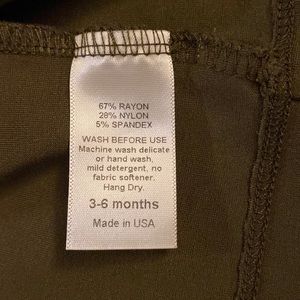 67% RAYON
28% NYLON
5% SPANDEX
WASH BEFORE USE
Machine wash delicate
or hand wash,
mild detergent, no
fabric softener.
Hang Dry.
3-6 months
Made in USA